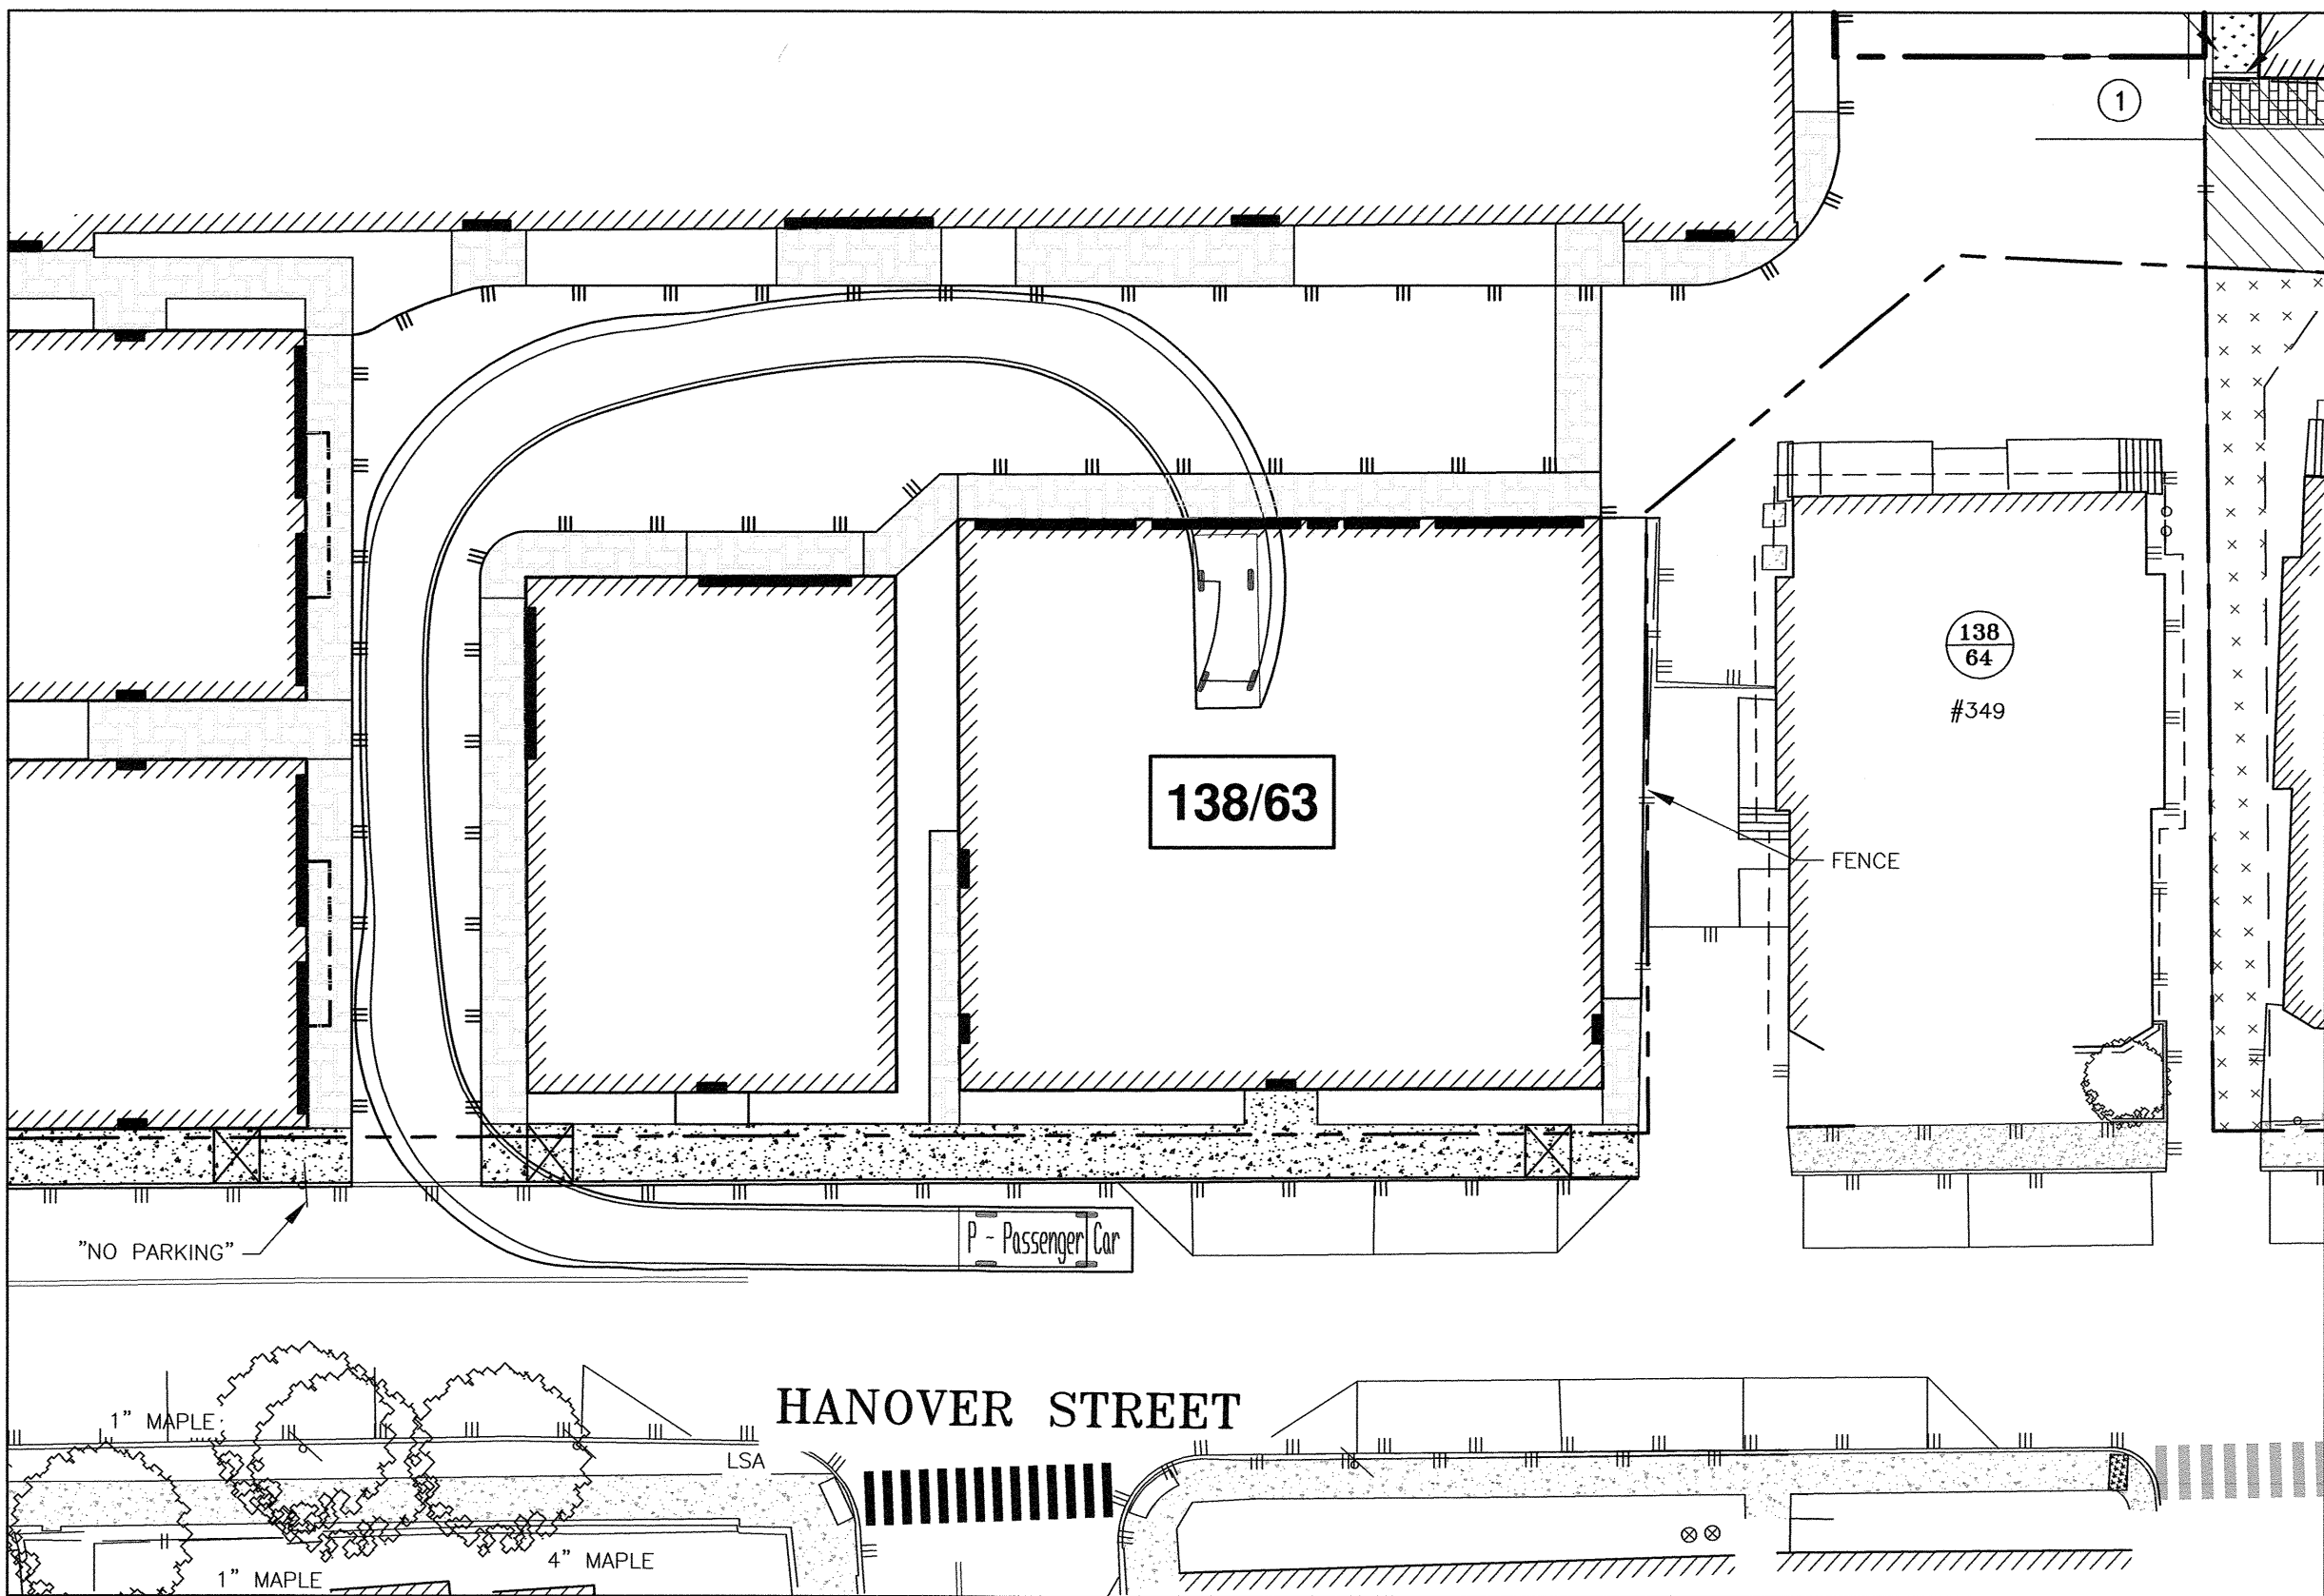 1
138
64
#349
138/63
FENCE
"NO PARKING"
P - Passenger Car
HANOVER STREET
1" MAPLE
LSA
4" MAPLE
1" MAPLE